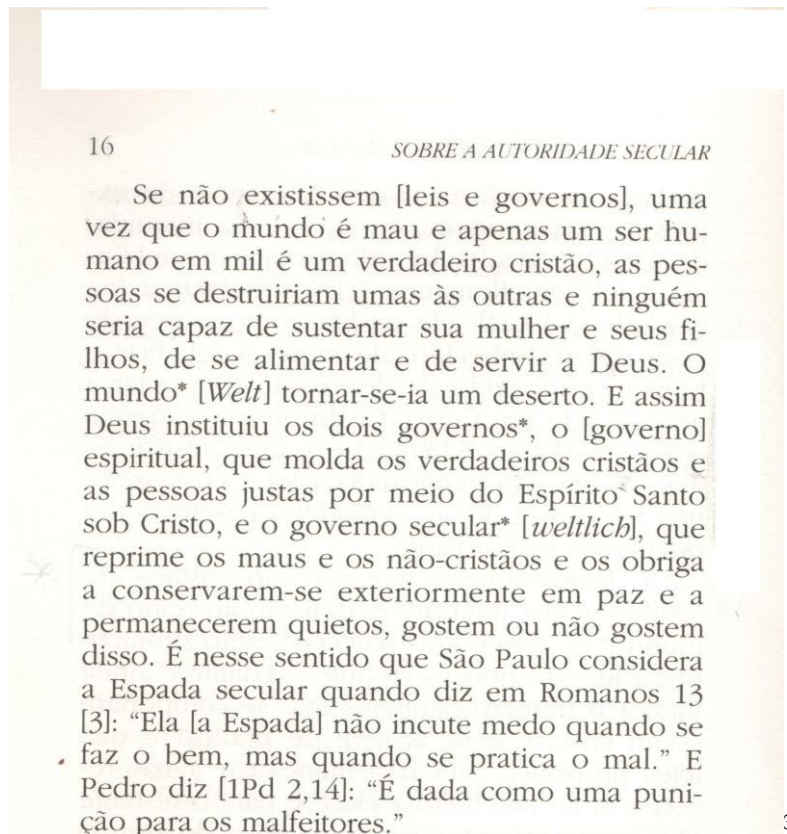 16 SOBRE A AUTORIDADE SECULAR
Se não existissem [leis e governos], uma
vez que o mundo é mau e apenas um ser hu-
mano em mil é um verdadeiro cristão, as pes-
soas se destruiriam umas às outras e ninguém
seria capaz de sustentar sua mulher e seus fi-
lhos, de se alimentar e de servir a Deus. O
mundo* [Welt] tornar-se-ia um deserto. E assim
Deus instituiu os dois governos*, o [governo]
espiritual, que molda os verdadeiros cristãos e
as pessoas justas por meio do Espírito Santo
sob Cristo, e o governo secular* [weltlich], que
reprime os maus e os não-cristãos e os obriga
a conservarem-se exteriormente em paz e a
permanecerem quietos, gostem ou não gostem
disso. É nesse sentido que São Paulo considera
a Espada secular quando diz em Romanos 13
[3]: “Ela [a Espada] não incute medo quando se
faz o bem, mas quando se pratica o mal.” E
Pedro diz [1Pd 2,14]: “É dada como uma puni-
ção para os malfeitores.”